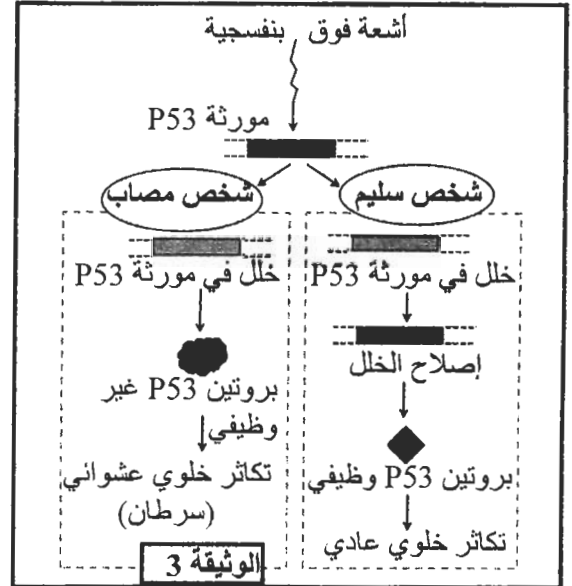 أشعة فوق بنفسجية
مورثة P53
شخص سليم
خلل في مورثة P53
إصلاح الخلل
بروتين P53 وظيفي
تكاثر خلوي عادي
شخص مصاب
خلل في مورثة P53
بروتين P53 غير
وظيفي
تكاثر خلوي عشوائي
(سرطان)
الوثيقة 3